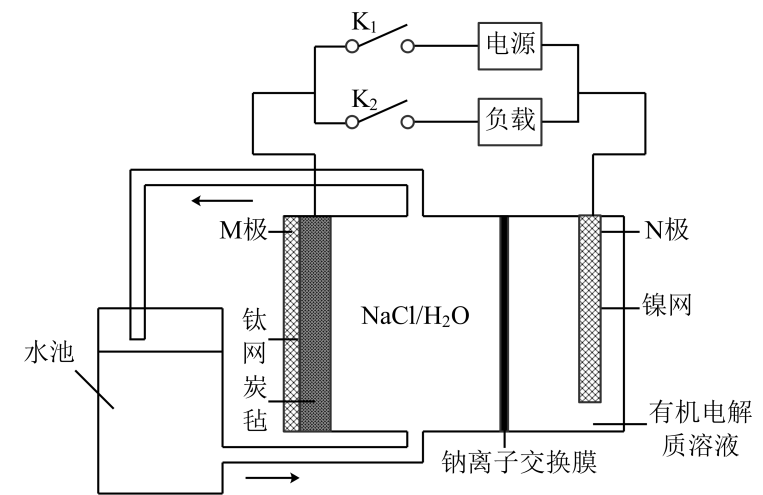 K₁
电源
K₂
负载
M极
N极
钛
网
炭
毡
NaCl/H₂O
镍网
水池
有机电解
质溶液
钠离子交换膜